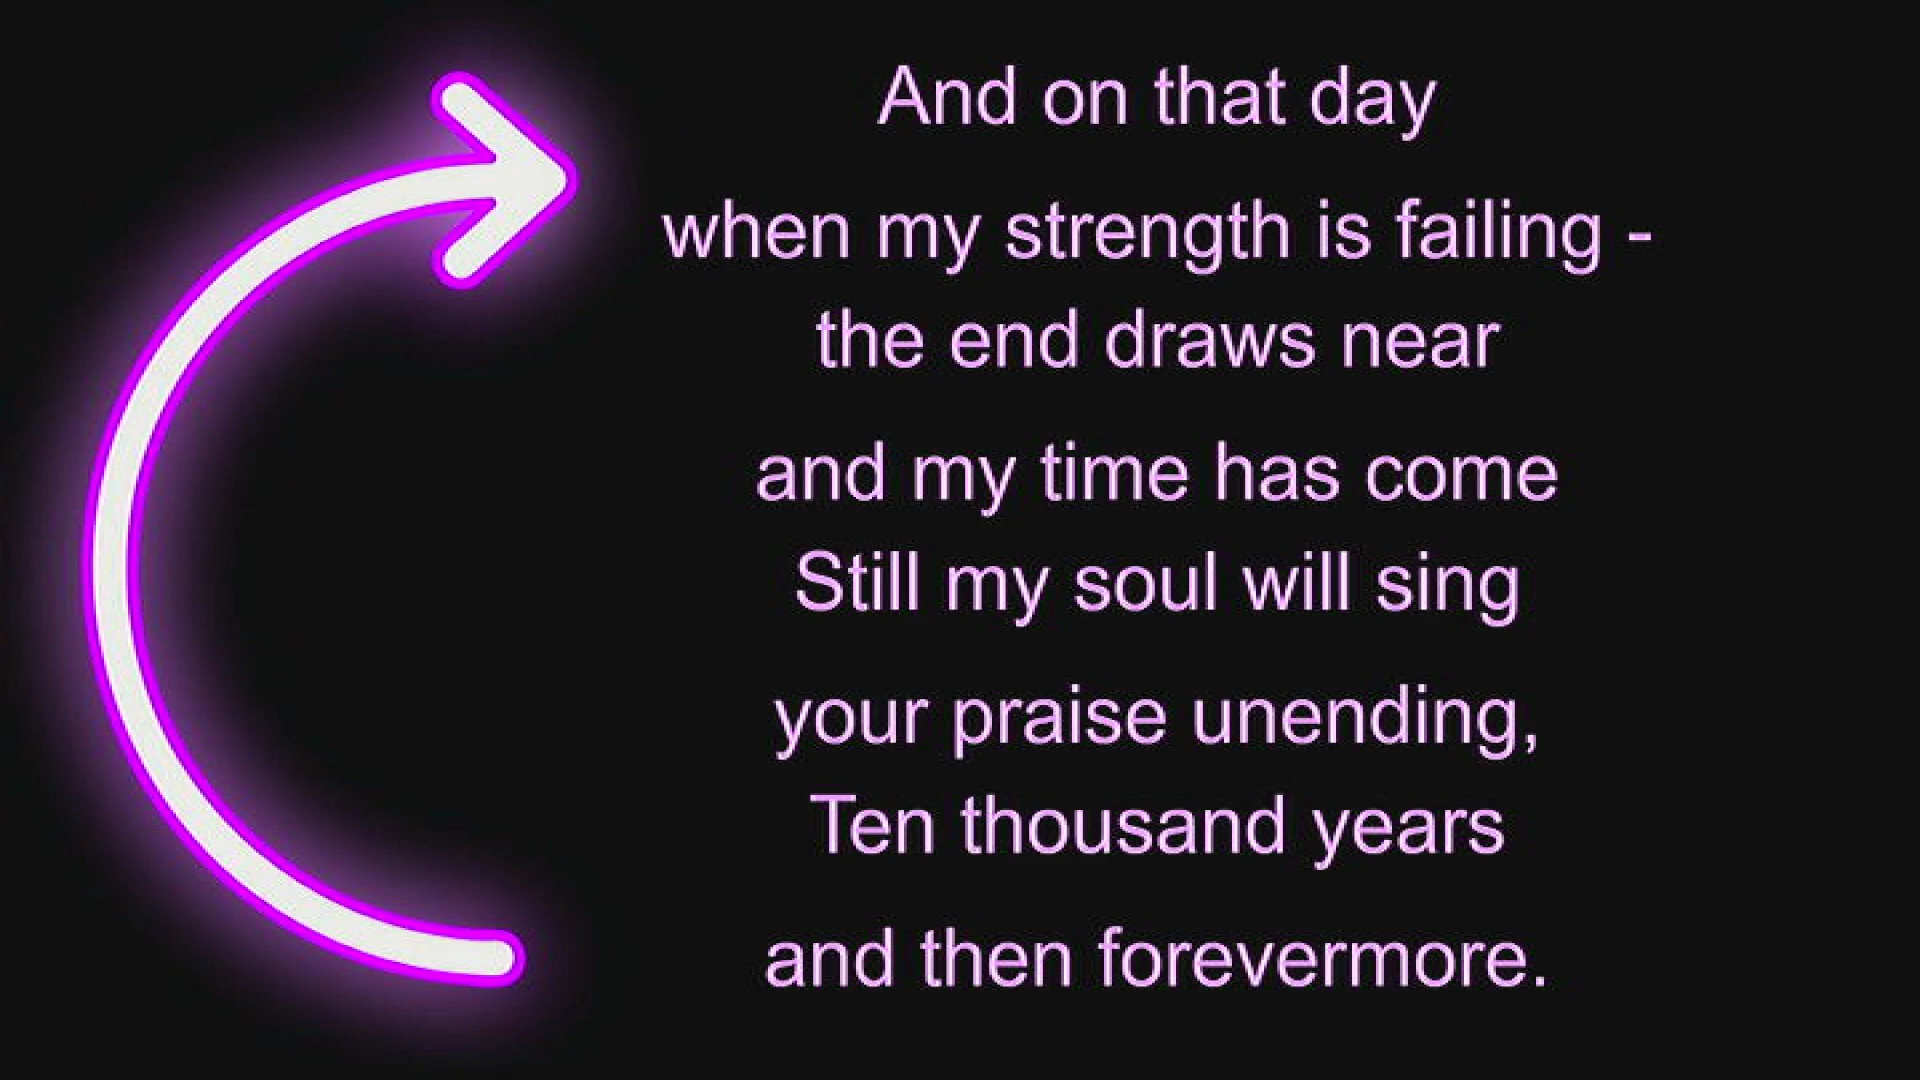 And on that day
when my strength is failing -
the end draws near
and my time has come
Still my soul will sing
your praise unending,
Ten thousand years
and then forevermore.